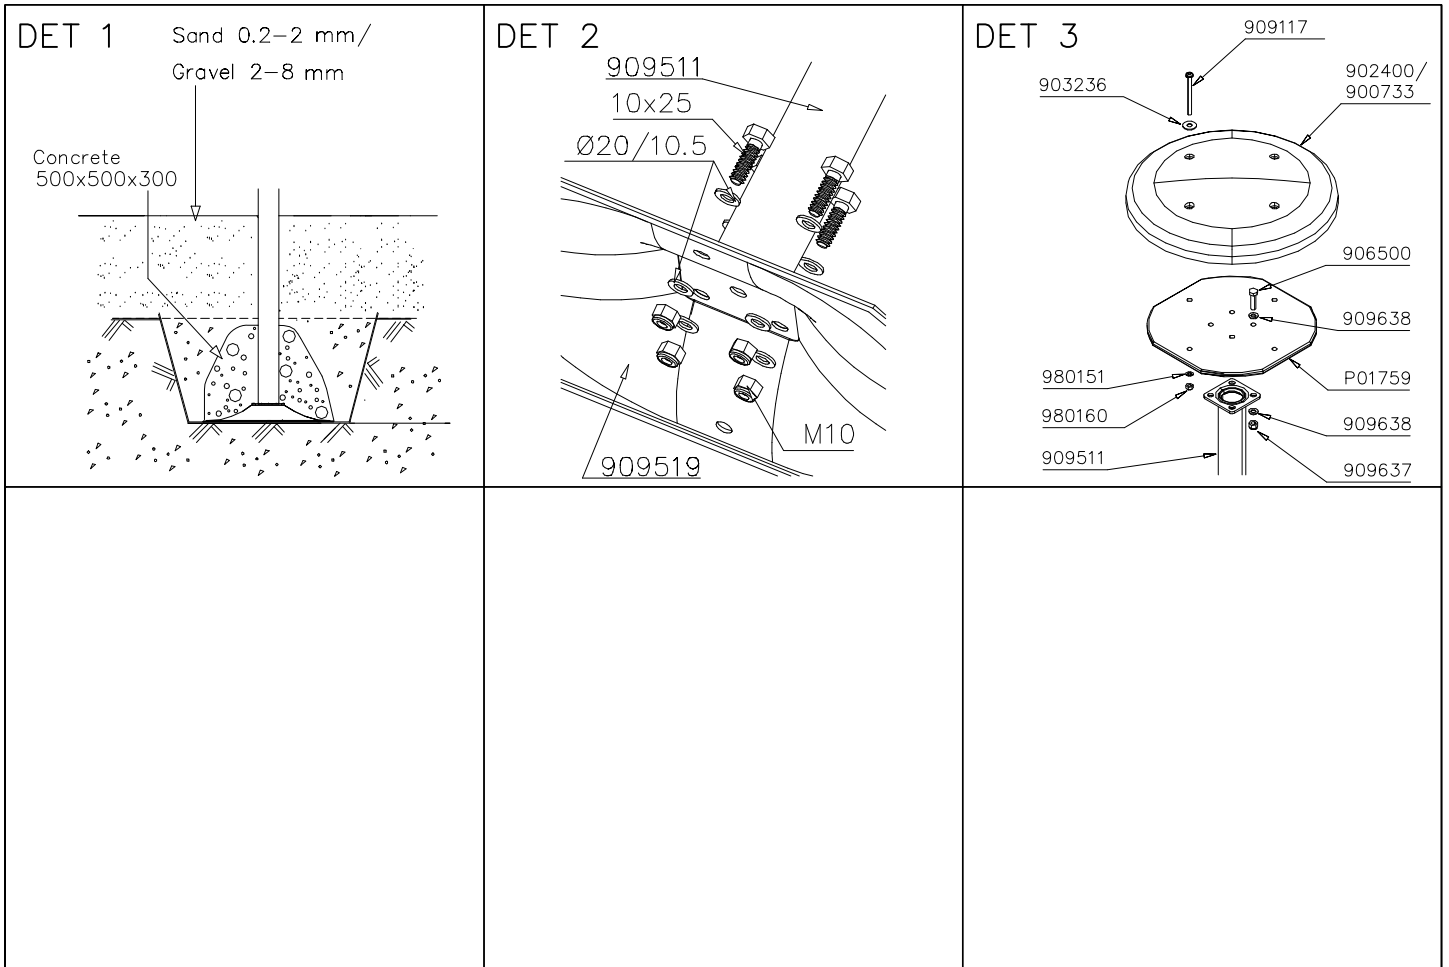 DET 1
Sand 0.2-2 mm/
Gravel 2-8 mm
Concrete
500x500x300
DET 2
909511
10x25
Ø20/10.5
M10
909519
DET 3
909117
903236
902400/
900733
906500
909638
980151
P01759
980160
909638
909511
909637